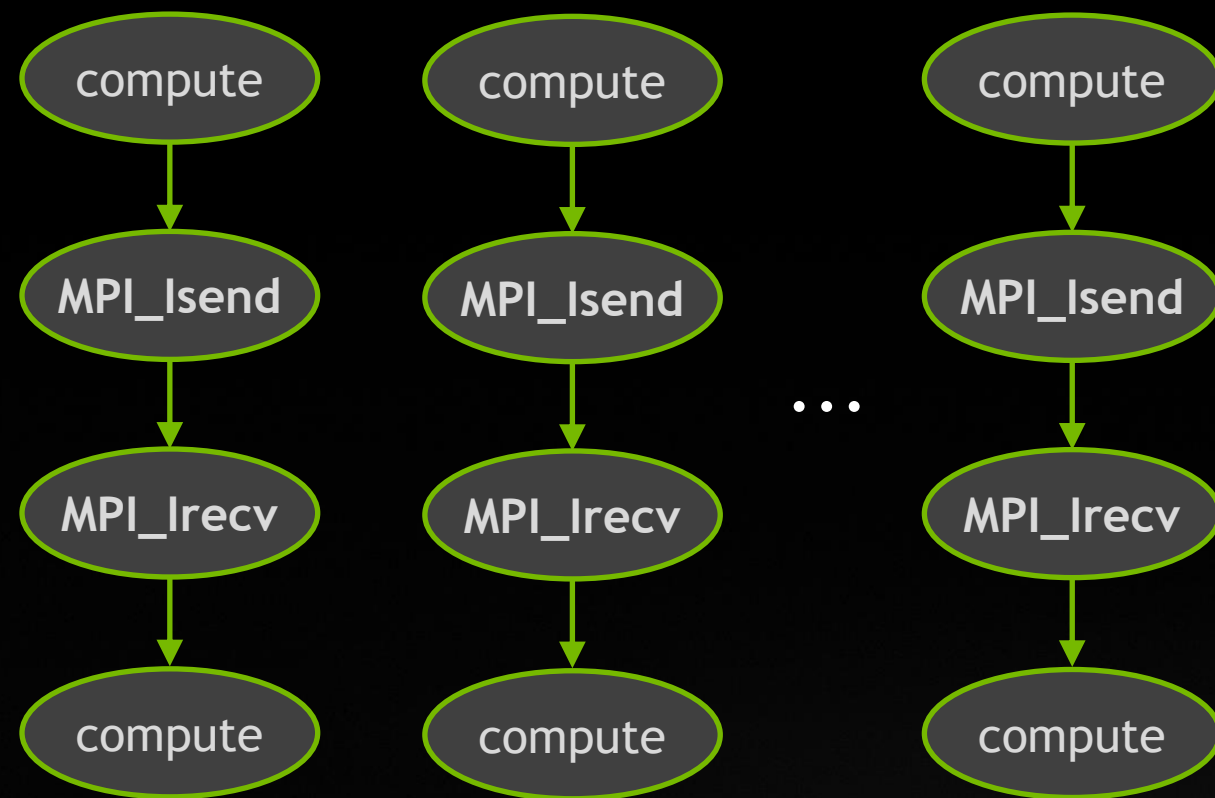 compute compute compute
MPI_Isend MPI_Isend MPI_Isend
...
MPI_Irecv MPI_Irecv MPI_Irecv
compute compute compute